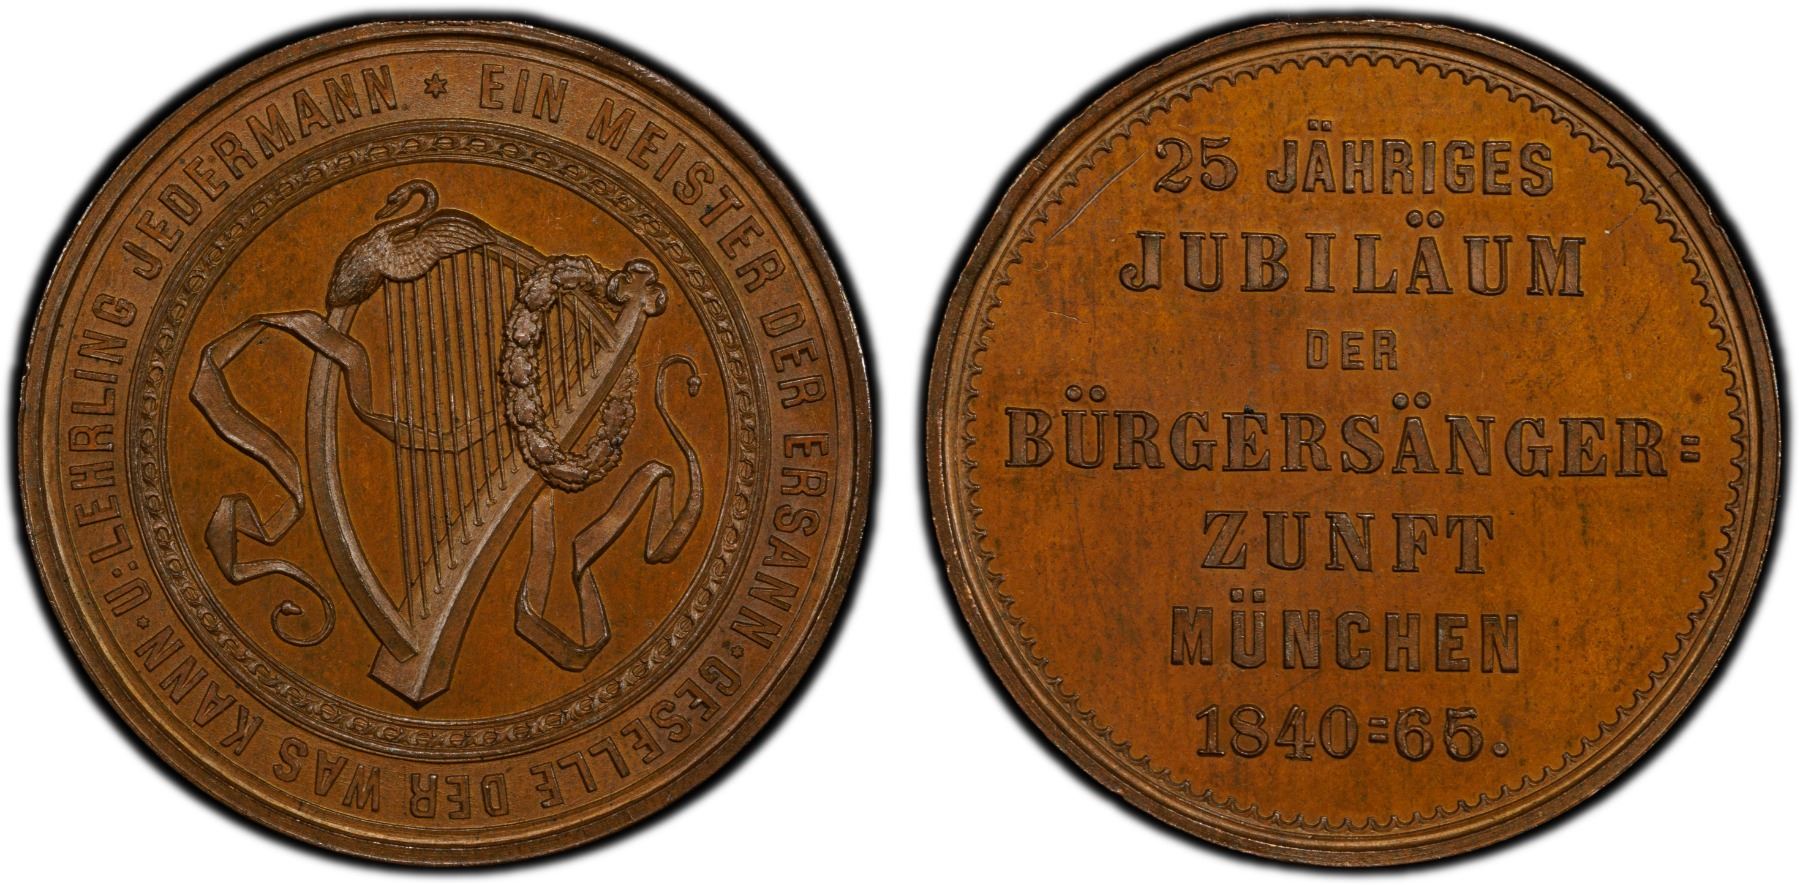 EIN MEISTER DER ERSANN · GESELLE DER WAS KANN · U: LEHRLING JEDERMANN *
25 JÄHRIGES
JUBILÄUM
DER
BÜRGERSÄNGER=
ZUNFT
MÜNCHEN
1840=65.